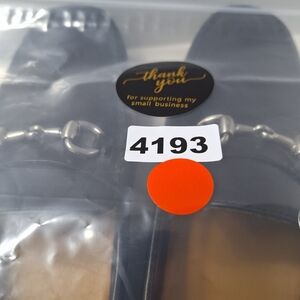 thank
you
for supporting my
small business
4193